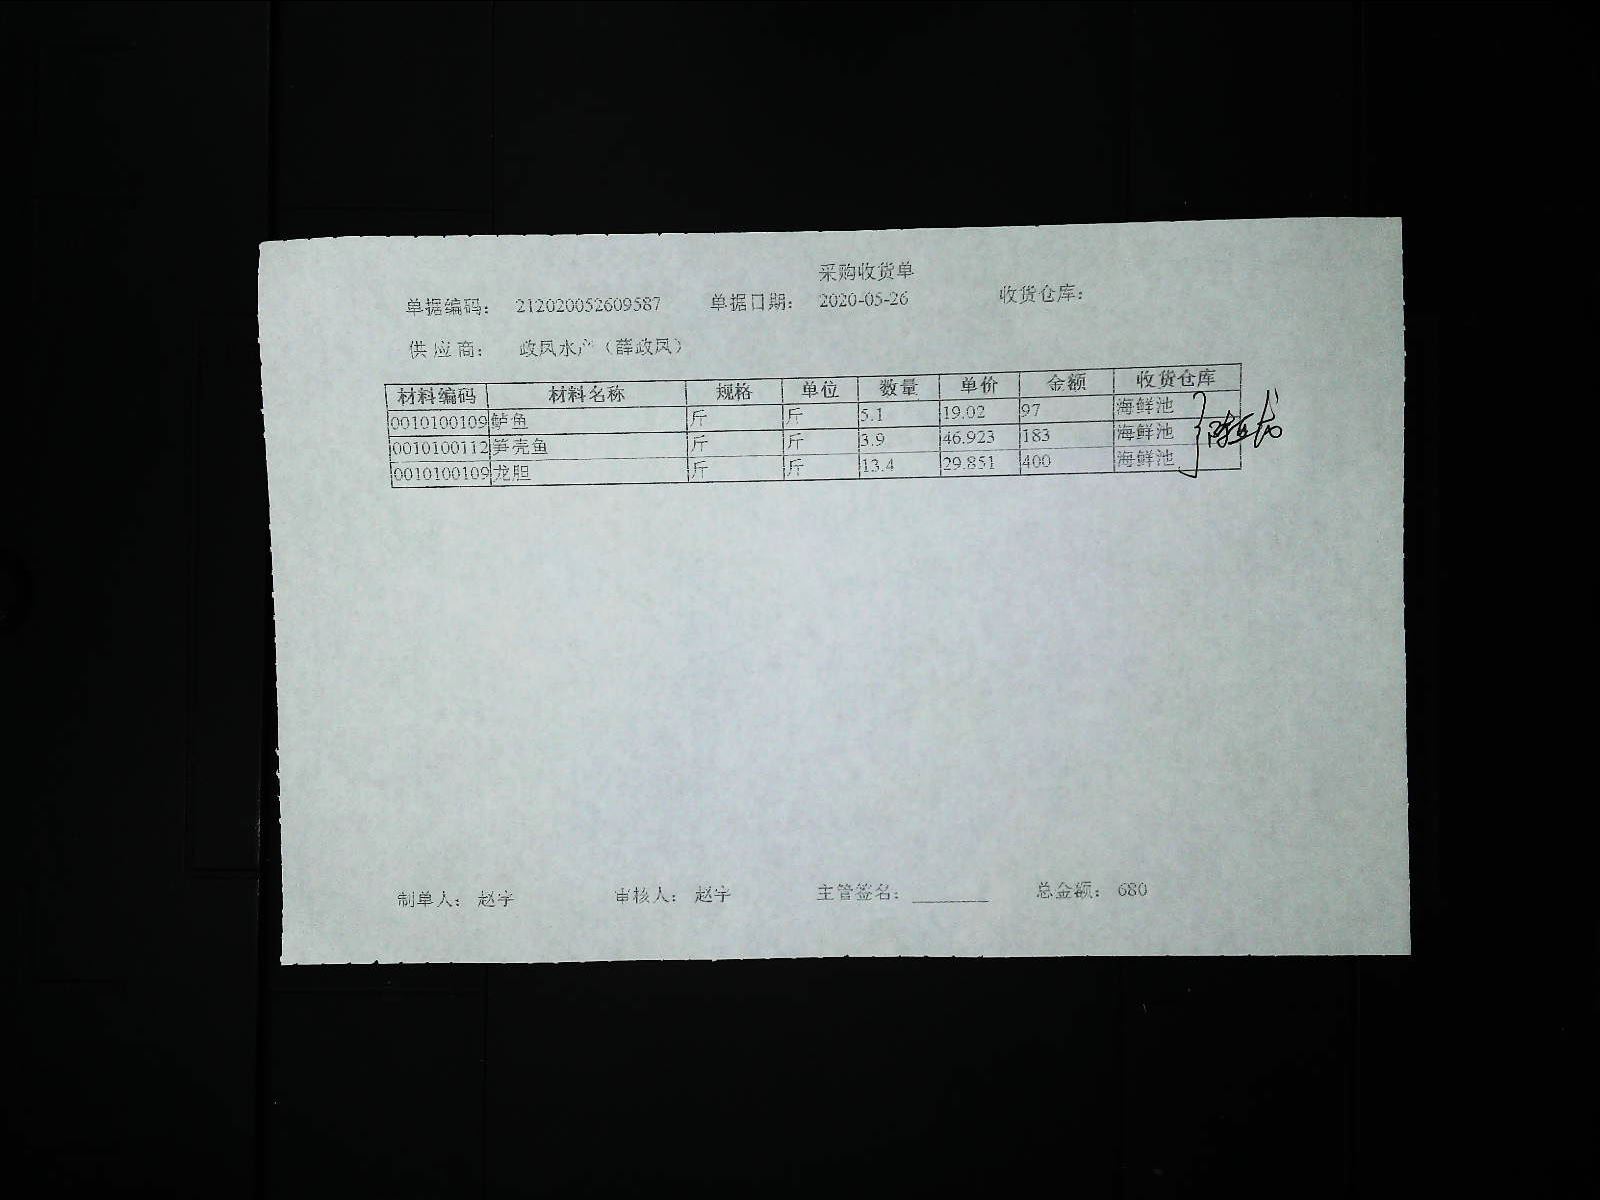 采购收货单
单据编码： 212020052609587 单据日期： 2020-05-26 收货仓库：
供应商： 政凤水产（薛政凤）
材料编码 材料名称 规格 单位 数量 单价 金额 收货仓库
0010100109 鲈鱼 斤 斤 5.1 19.02 97 海鲜池
0010100112 笋壳鱼 斤 斤 3.9 46.923 183 海鲜池
0010100109 龙胆 斤 斤 13.4 29.851 400 海鲜池
制单人： 赵宇 审核人： 赵宇 主管签名： 总金额： 680